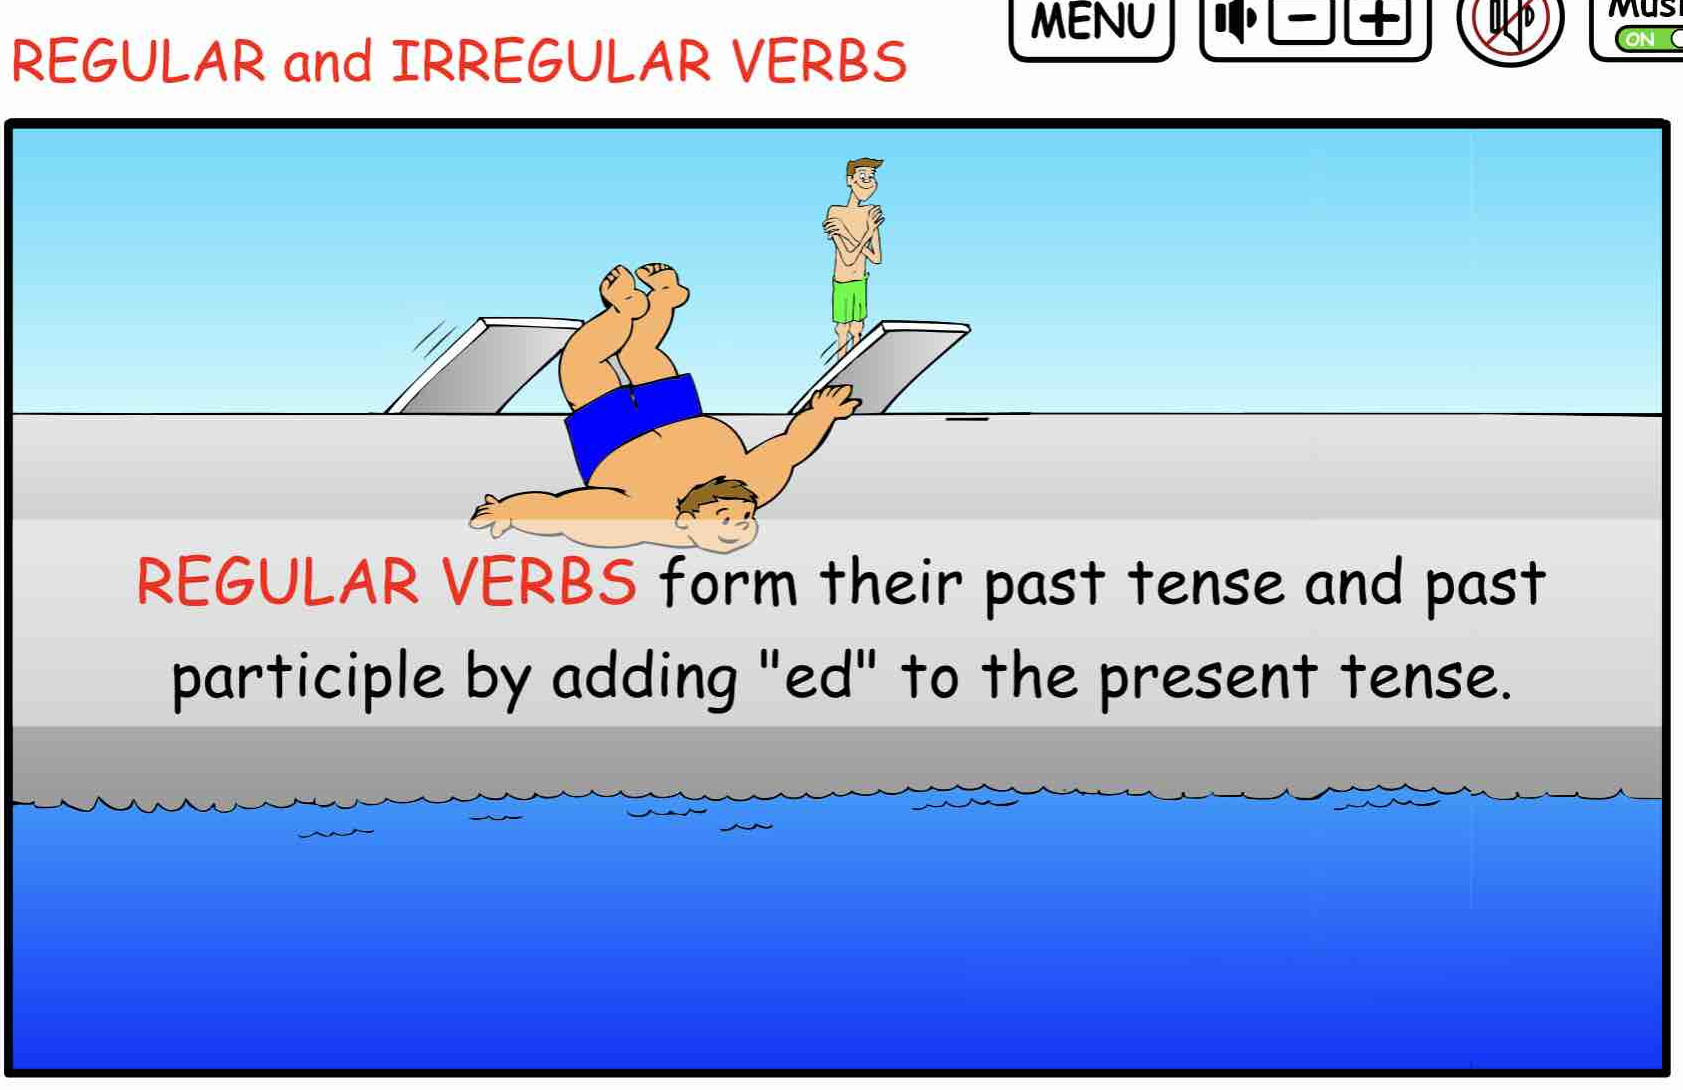 MENU
REGULAR and IRREGULAR VERBS
ON
REGULAR VERBS form their past tense and past
participle by adding "ed" to the present tense.